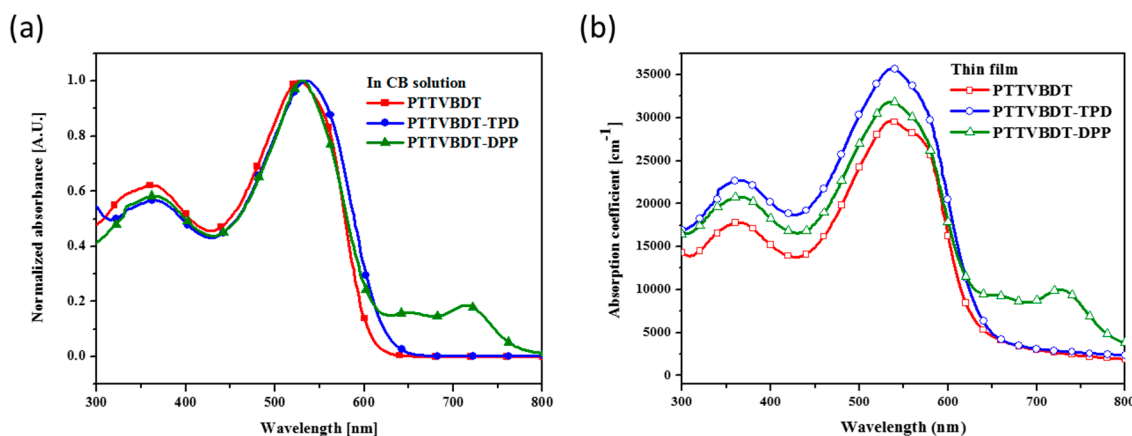 (a)
Normalized absorbance [A.U.]
1.0
0.8
0.6
0.4
0.2
0.0
In CB solution
PTTVBDT
PTTVBDT-TPD
PTTVBDT-DPP
300 400 500 600 700 800
Wavelength [nm]
(b)
Absorption coefficient [cm-1]
35000
30000
25000
20000
15000
10000
5000
0
Thin film
PTTVBDT
PTTVBDT-TPD
PTTVBDT-DPP
300 400 500 600 700 800
Wavelength (nm)